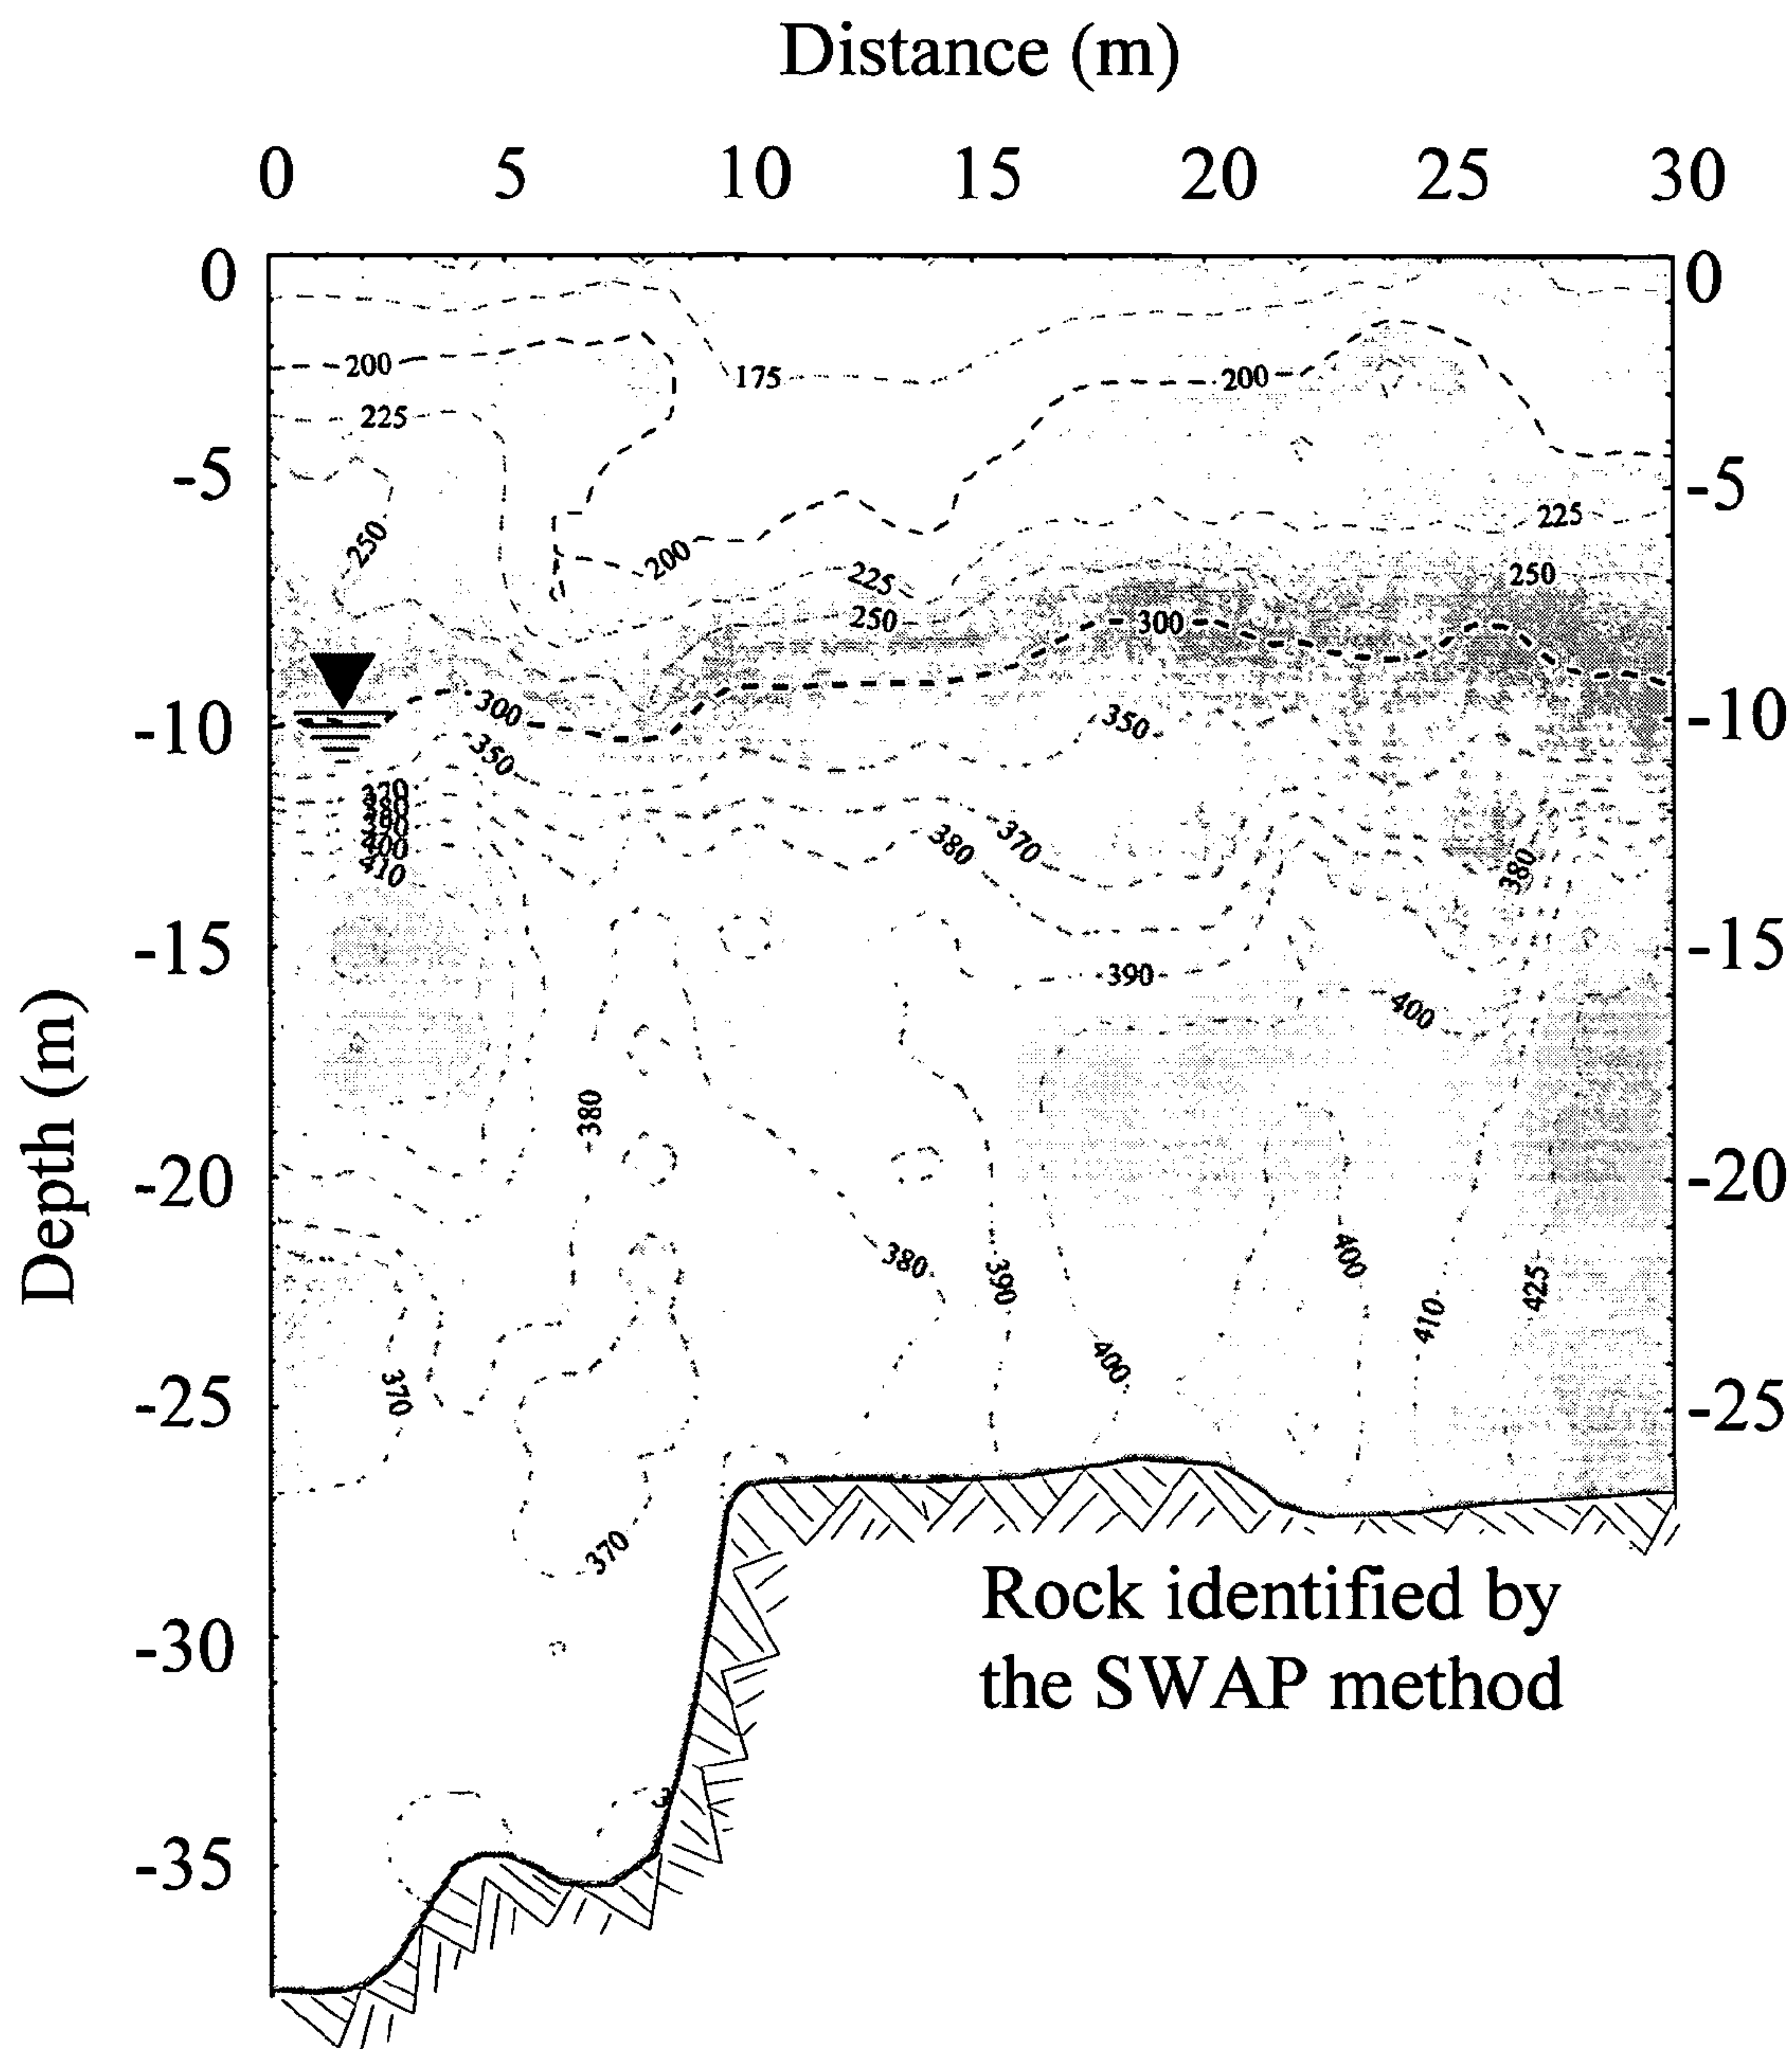 Distance (m)
0 5 10 15 20 25 30
0 0
200 175 200
225
-5 -5
250 200 225 225
250 250
300 300
-10 300 350 -10
350
370
380
390 380 370 380
400
410
-15 -15
390 400
380
-20 -20
380 390 400 425
410
400
370
-25 -25
370
Rock identified by
-30
the SWAP method
3
-35
Depth (m)